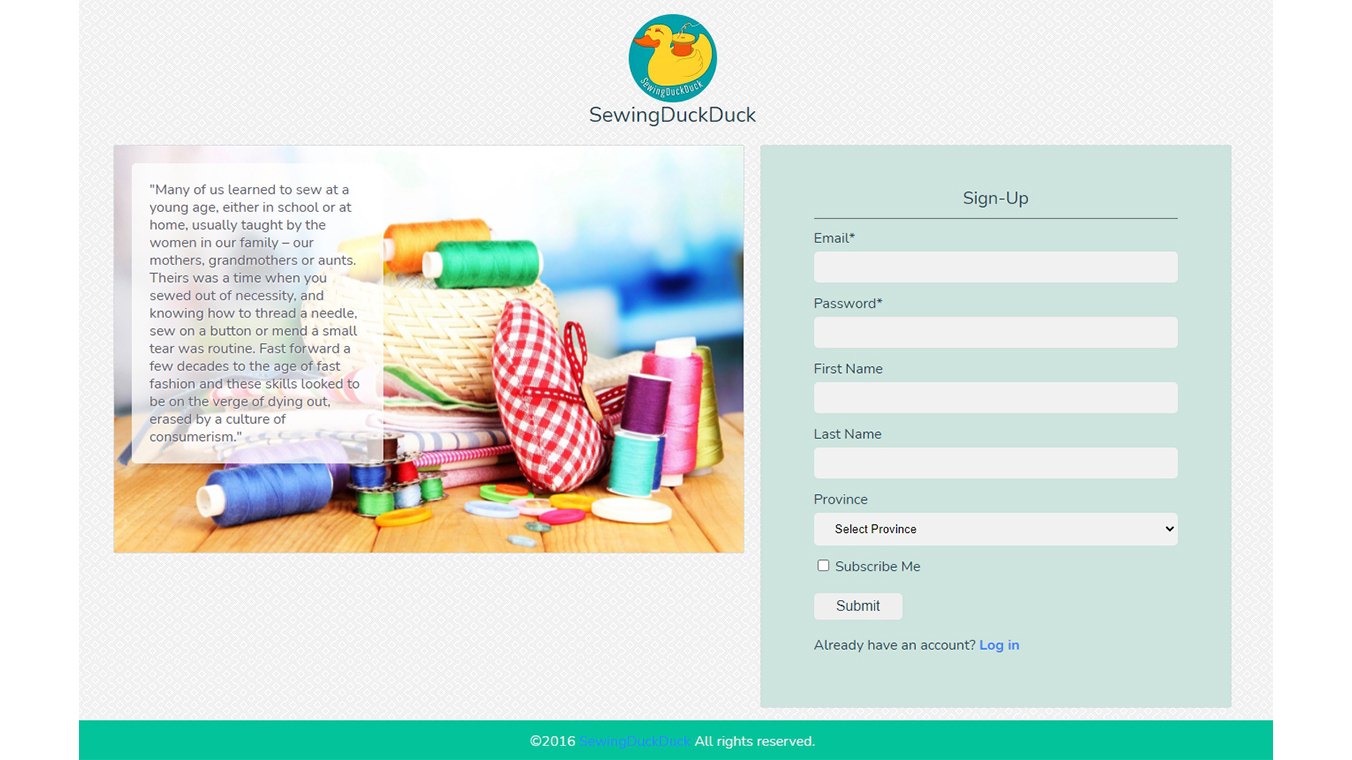 SewingDuckDuck
SewingDuckDuck
"Many of us learned to sew at a
young age, either in school or at
home, usually taught by the
women in our family – our
mothers, grandmothers or aunts.
Theirs was a time when you
sewed out of necessity, and
knowing how to thread a needle,
sew on a button or mend a small
tear was routine. Fast forward a
few decades to the age of fast
fashion and these skills looked to
be on the verge of dying out,
erased by a culture of
consumerism."
Sign-Up
Email*
Password*
First Name
Last Name
Province
Select Province
Subscribe Me
Submit
Already have an account? Log in
©2016 SewingDuckDuck All rights reserved.